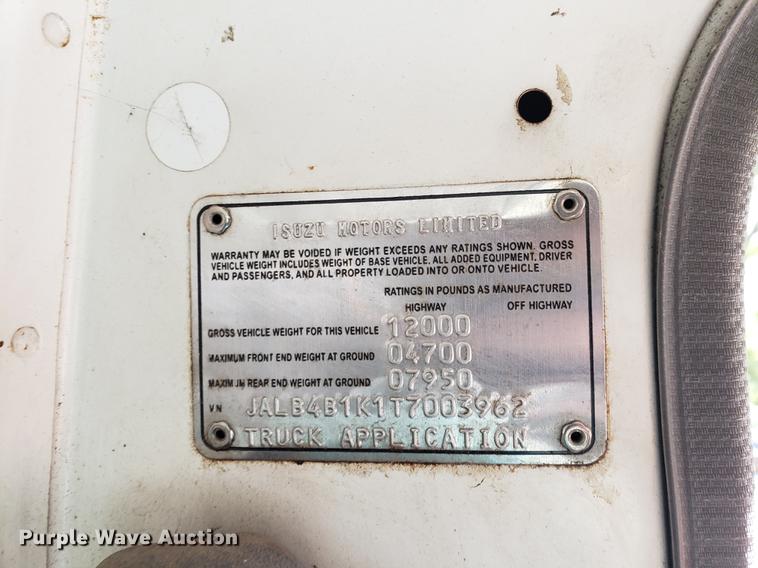 ISUZU MOTORS LIMITED
WARRANTY MAY BE VOIDED IF WEIGHT EXCEEDS ANY RATINGS SHOWN. GROSS
VEHICLE WEIGHT INCLUDES WEIGHT OF BASE VEHICLE, ALL ADDED EQUIPMENT, DRIVER
AND PASSENGERS, AND ALL PROPERTY LOADED INTO OR ONTO VEHICLE.
RATINGS IN POUNDS AS MANUFACTURED
HIGHWAY OFF HIGHWAY
GROSS VEHICLE WEIGHT FOR THIS VEHICLE 12000
MAXIMUM FRONT END WEIGHT AT GROUND 04700
MAXIMUM REAR END WEIGHT AT GROUND 07950
VIN JALB4B1K1T7003962
TRUCK APPLICATION
Purple Wave Auction